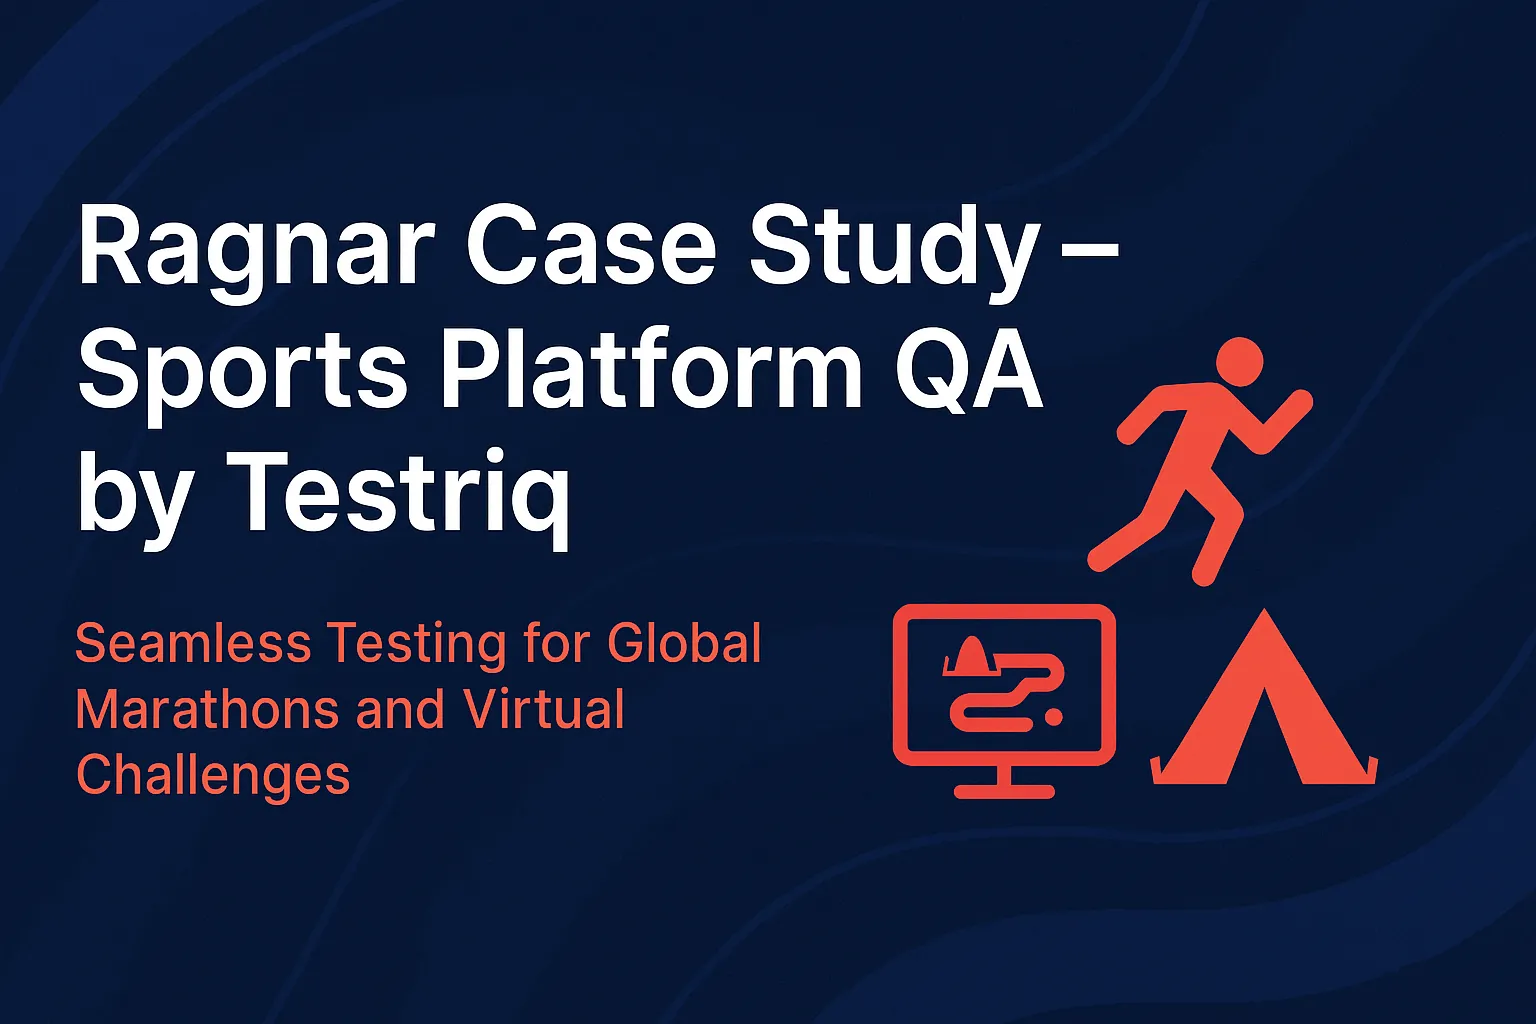 Ragnar Case Study –
Sports Platform QA
by Testriq
Seamless Testing for Global
Marathons and Virtual
Challenges